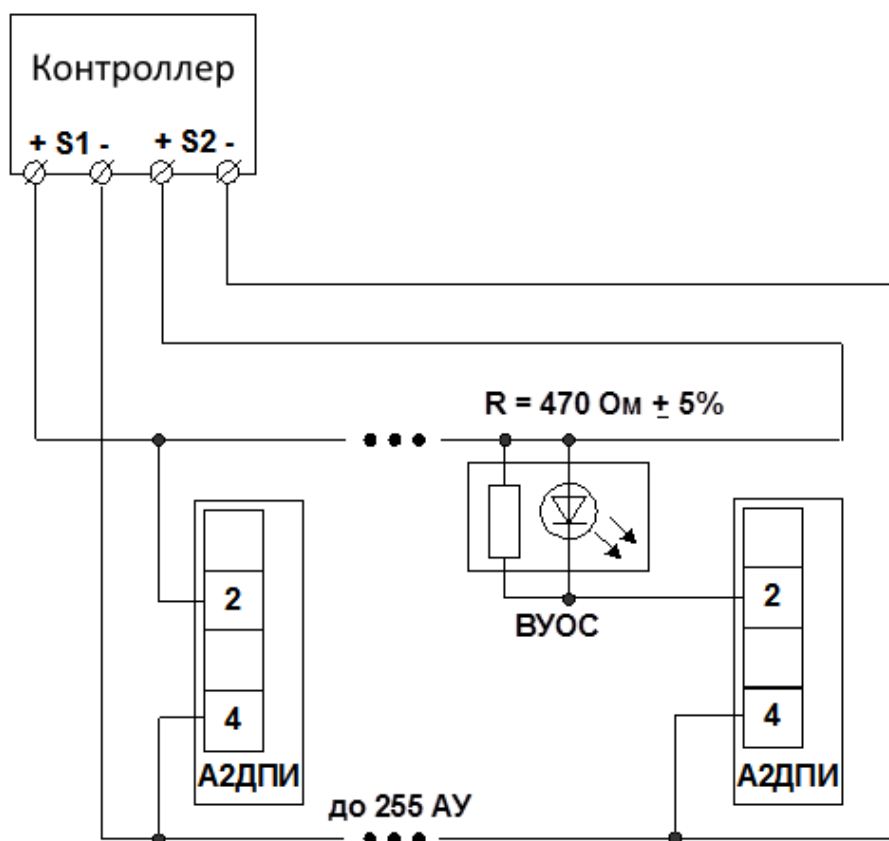 Контроллер
+ S1 - + S2 -
R = 470 Ом ± 5%
2
2
ВУОС
4
4
А2ДПИ
А2ДПИ
до 255 АУ